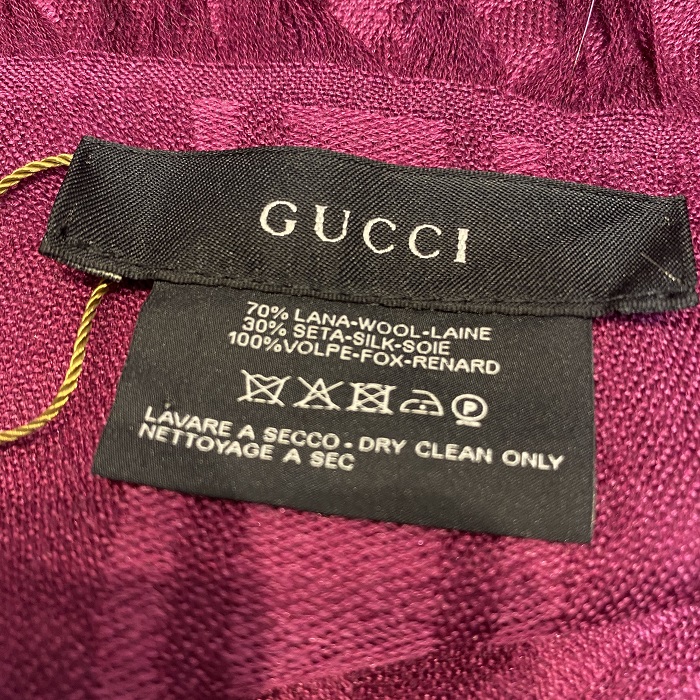 GUCCI
70% LANA-WOOL-LAINE
30% SETA-SILK-SOIE
100%VOLPE-FOX-RENARD
P
LAVARE A SECCO - DRY CLEAN ONLY
NETTOYAGE A SEC